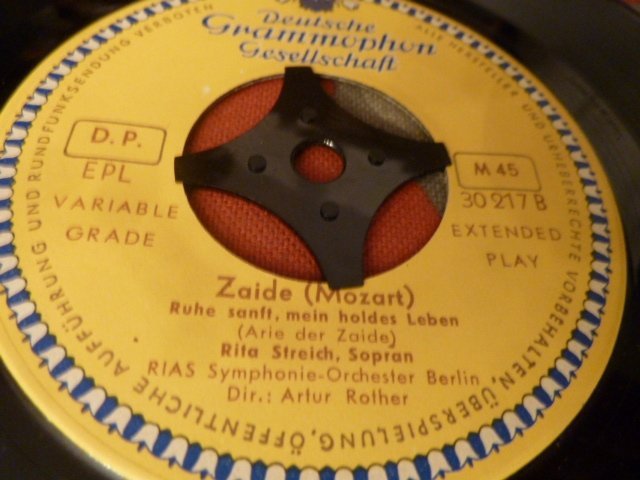 Deutsche
Grammophon
Gesellschaft
D. P.
EPL
VARIABLE
GRADE
M 45
30 217 B
EXTENDED
PLAY
Zaide (Mozart)
Ruhe sanft, mein holdes Leben
(Arie der Zaide)
Rita Streich, Sopran
RIAS Symphonie-Orchester Berlin
Dir.: Artur Rother
ALLE HERSTELLER- UND URHEBERRECHTE VORBEHALTEN, ÜBERSPIELUNG, ÖFFENTLICHE AUFFÜHRUNG UND RUNDFUNKSENDUNG VERBOTEN